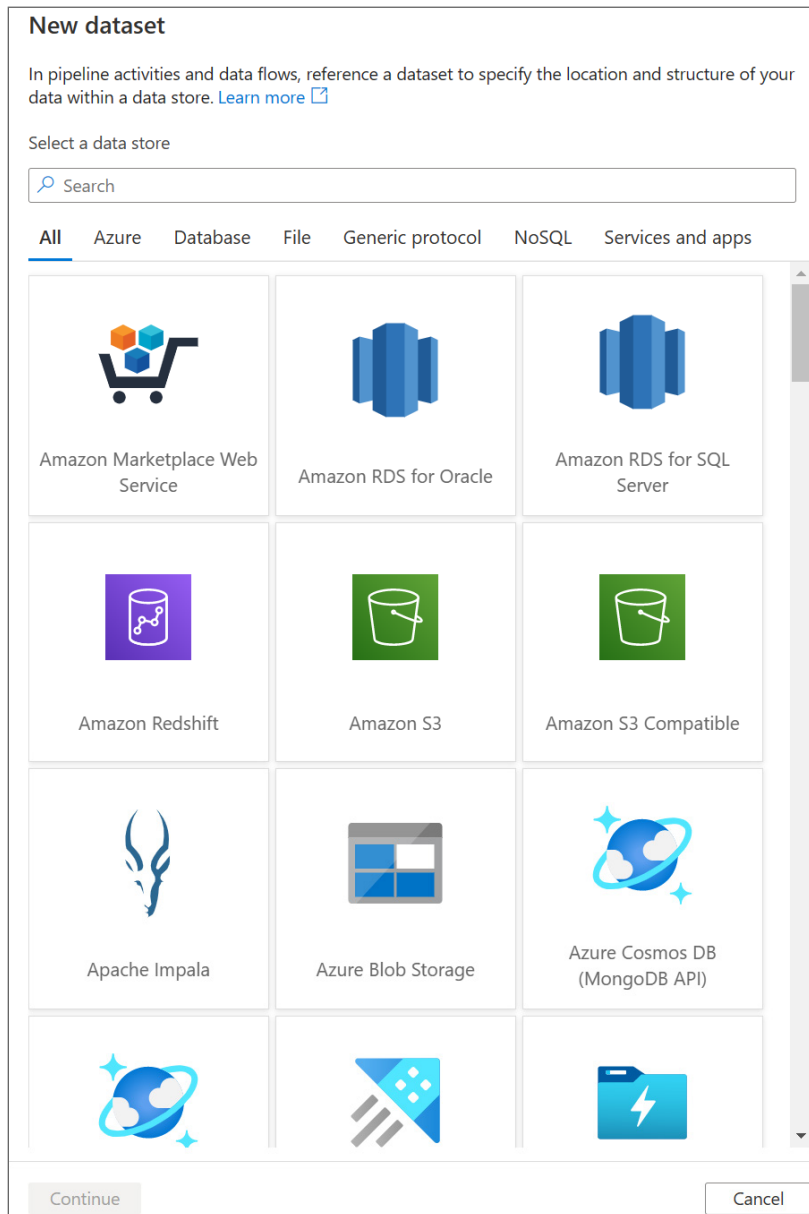 New dataset
In pipeline activities and data flows, reference a dataset to specify the location and structure of your
data within a data store. Learn more
Select a data store
Search
All Azure Database File Generic protocol NoSQL Services and apps
Amazon Marketplace Web
Service
Amazon RDS for Oracle
Amazon RDS for SQL
Server
Amazon Redshift
Amazon S3
Amazon S3 Compatible
Apache Impala
Azure Blob Storage
Azure Cosmos DB
(MongoDB API)
Continue
Cancel